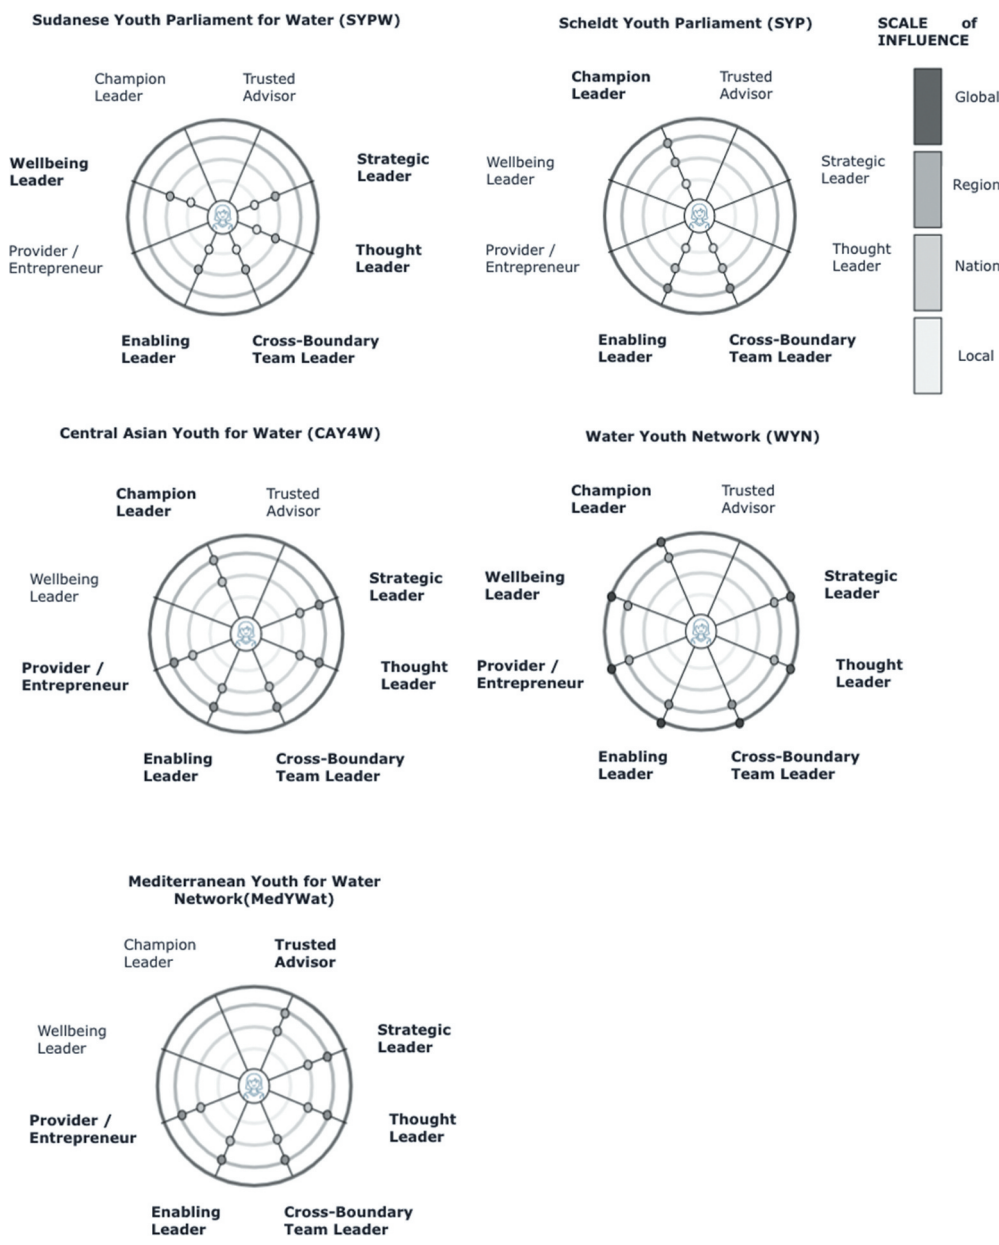 Sudanese Youth Parliament for Water (SYPW)
Champion
Leader
Trusted
Advisor
Wellbeing
Leader
Strategic
Leader
Provider /
Entrepreneur
Thought
Leader
Enabling
Leader
Cross-Boundary
Team Leader
Scheldt Youth Parliament (SYP)
Champion
Leader
Trusted
Advisor
Wellbeing
Leader
Strategic
Leader
Provider /
Entrepreneur
Thought
Leader
Enabling
Leader
Cross-Boundary
Team Leader
SCALE of
INFLUENCE
Global
Region
Nation
Local
Central Asian Youth for Water (CAY4W)
Champion
Leader
Trusted
Advisor
Wellbeing
Leader
Strategic
Leader
Provider /
Entrepreneur
Thought
Leader
Enabling
Leader
Cross-Boundary
Team Leader
Water Youth Network (WYN)
Champion
Leader
Trusted
Advisor
Wellbeing
Leader
Strategic
Leader
Provider /
Entrepreneur
Thought
Leader
Enabling
Leader
Cross-Boundary
Team Leader
Mediterranean Youth for Water
Network(MedYWat)
Champion
Leader
Trusted
Advisor
Wellbeing
Leader
Strategic
Leader
Provider /
Entrepreneur
Thought
Leader
Enabling
Leader
Cross-Boundary
Team Leader